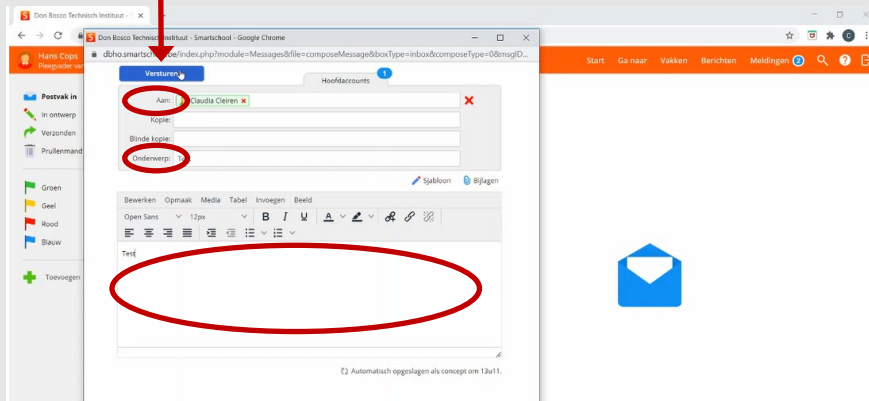 Don Bosco Technisch Instituut - S
Don Bosco Technisch Instituut - Smartschool - Google Chrome
dbho.smartschool.be/index.php?module=Messages&file=composeMessage&boxType=inbox&composeType=0&msgID...
Hans Cops
Pleegvader van
Start Ga naar Vakken Berichten Meldingen 2
Versturen
Hoofdaccounts 1
Postvak in
In ontwerp
Verzonden
Prullenmand
Groen
Geel
Rood
Blauw
Toevoegen
Aan: Claudia Cleiren
Kopie:
Blinde kopie:
Onderwerp:
Sjabloon Bijlagen
Bewerken Opmaak Media Tabel Invoegen Beeld
Open Sans 12px B I U A
Test
Automatisch opgeslagen als concept om 13u11.